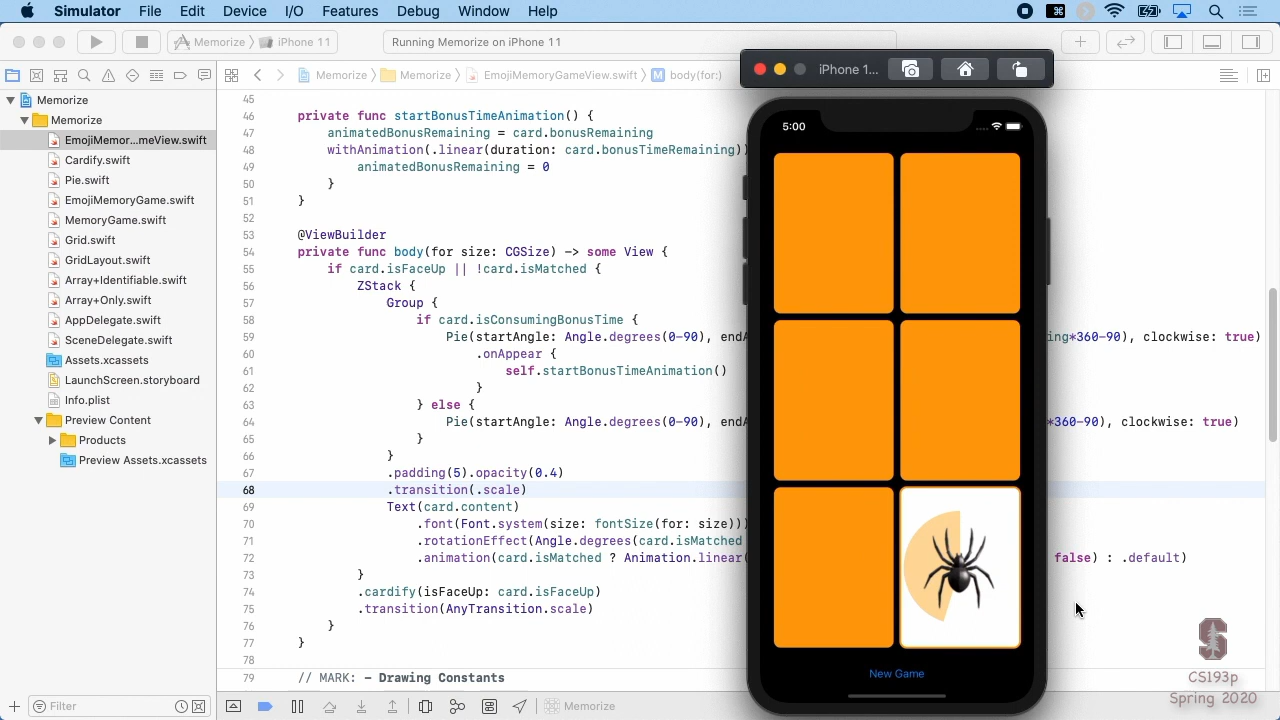 Simulator File Edit Device I/O Features Debug Window Help
Memorize iPhone 11
Running Memorize on iPhone 11
iPhone 1...
Memorize Memorize EmojiMemoryGameView.swift M body(for:)
Memorize
Memorize
EmojiMemor...meView.swift
Cardify.swift
Pie.swift
EmojiMemoryGame.swift
MemoryGame.swift
Grid.swift
GridLayout.swift
Array+Identifiable.swift
Array+Only.swift
AppDelegate.swift
SceneDelegate.swift
Assets.xcassets
LaunchScreen.storyboard
Info.plist
Preview Content
Products
Preview Assets.xcassets
Filter
45
46 private func startBonusTimeAnimation() {
47 animatedBonusRemaining = card.bonusRemaining
48 withAnimation(.linear(duration: card.bonusTimeRemaining))
49 animatedBonusRemaining = 0
50 }
51 }
52
53 @ViewBuilder
54 private func body(for size: CGSize) -> some View {
55 if card.isFaceUp || !card.isMatched {
56 ZStack {
57 Group {
58 if card.isConsumingBonusTime {
59 Pie(startAngle: Angle.degrees(0-90), endA ing*360-90), clockwise: true)
60 .onAppear {
61 self.startBonusTimeAnimation()
62 }
63 } else {
64 Pie(startAngle: Angle.degrees(0-90), endA *360-90), clockwise: true)
65 }
66 }
67 .padding(5).opacity(0.4)
68 .transition(.scale)
69 Text(card.content)
70 .font(Font.system(size: fontSize(for: size)))
71 .rotationEffect(Angle.degrees(card.isMatched
72 .animation(card.isMatched ? Animation.linear( false) : .default)
73 }
74 .cardify(isFaceUp: card.isFaceUp)
75 .transition(AnyTransition.scale)
76 }
77 }
78
79 // MARK: - Drawing Constants
Memorize
5:00
New Game
S
CS193p
Spring 2020